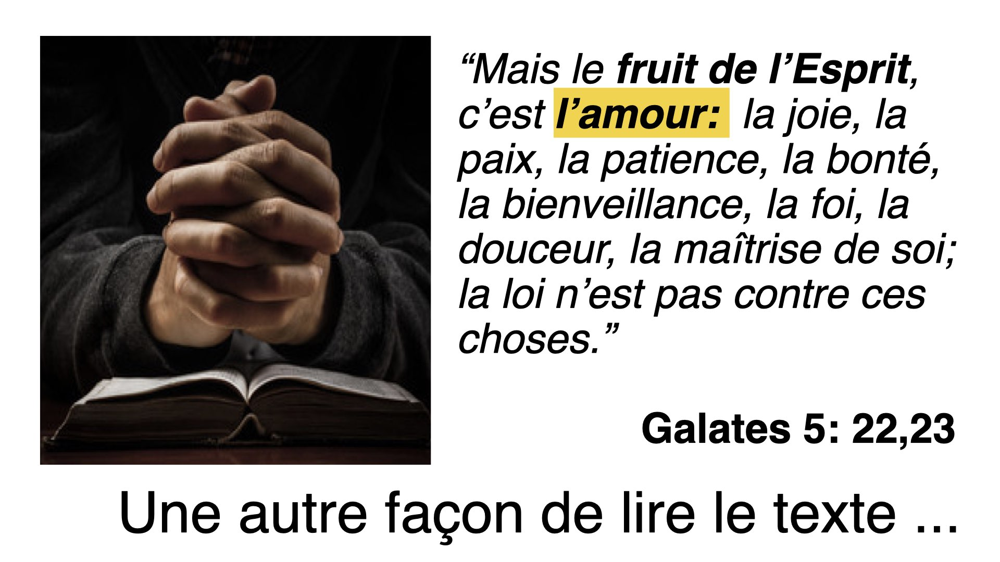 “Mais le fruit de l’Esprit,
c’est l’amour: la joie, la
paix, la patience, la bonté,
la bienveillance, la foi, la
douceur, la maîtrise de soi;
la loi n’est pas contre ces
choses.”
Galates 5: 22,23
Une autre façon de lire le texte ...